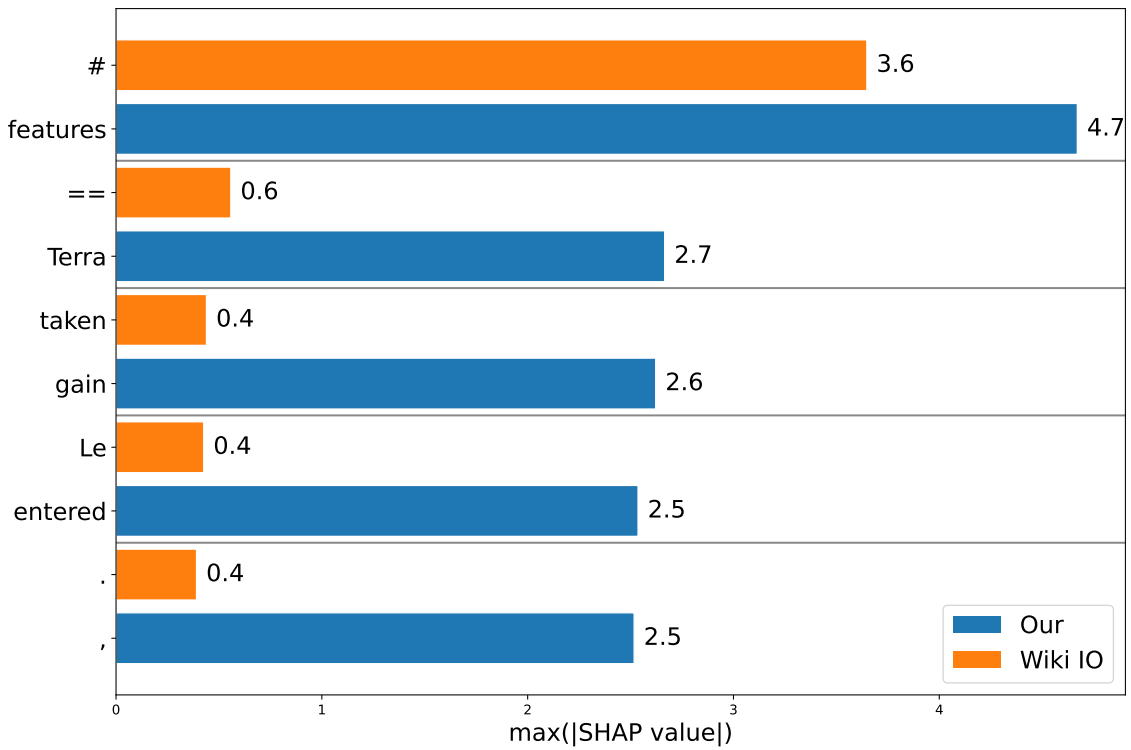 # 3.6
features 4.7
== 0.6
Terra 2.7
taken 0.4
gain 2.6
Le 0.4
entered 2.5
. 0.4
, 2.5
Our
Wiki IO
0 1 2 3 4
max(|SHAP value|)